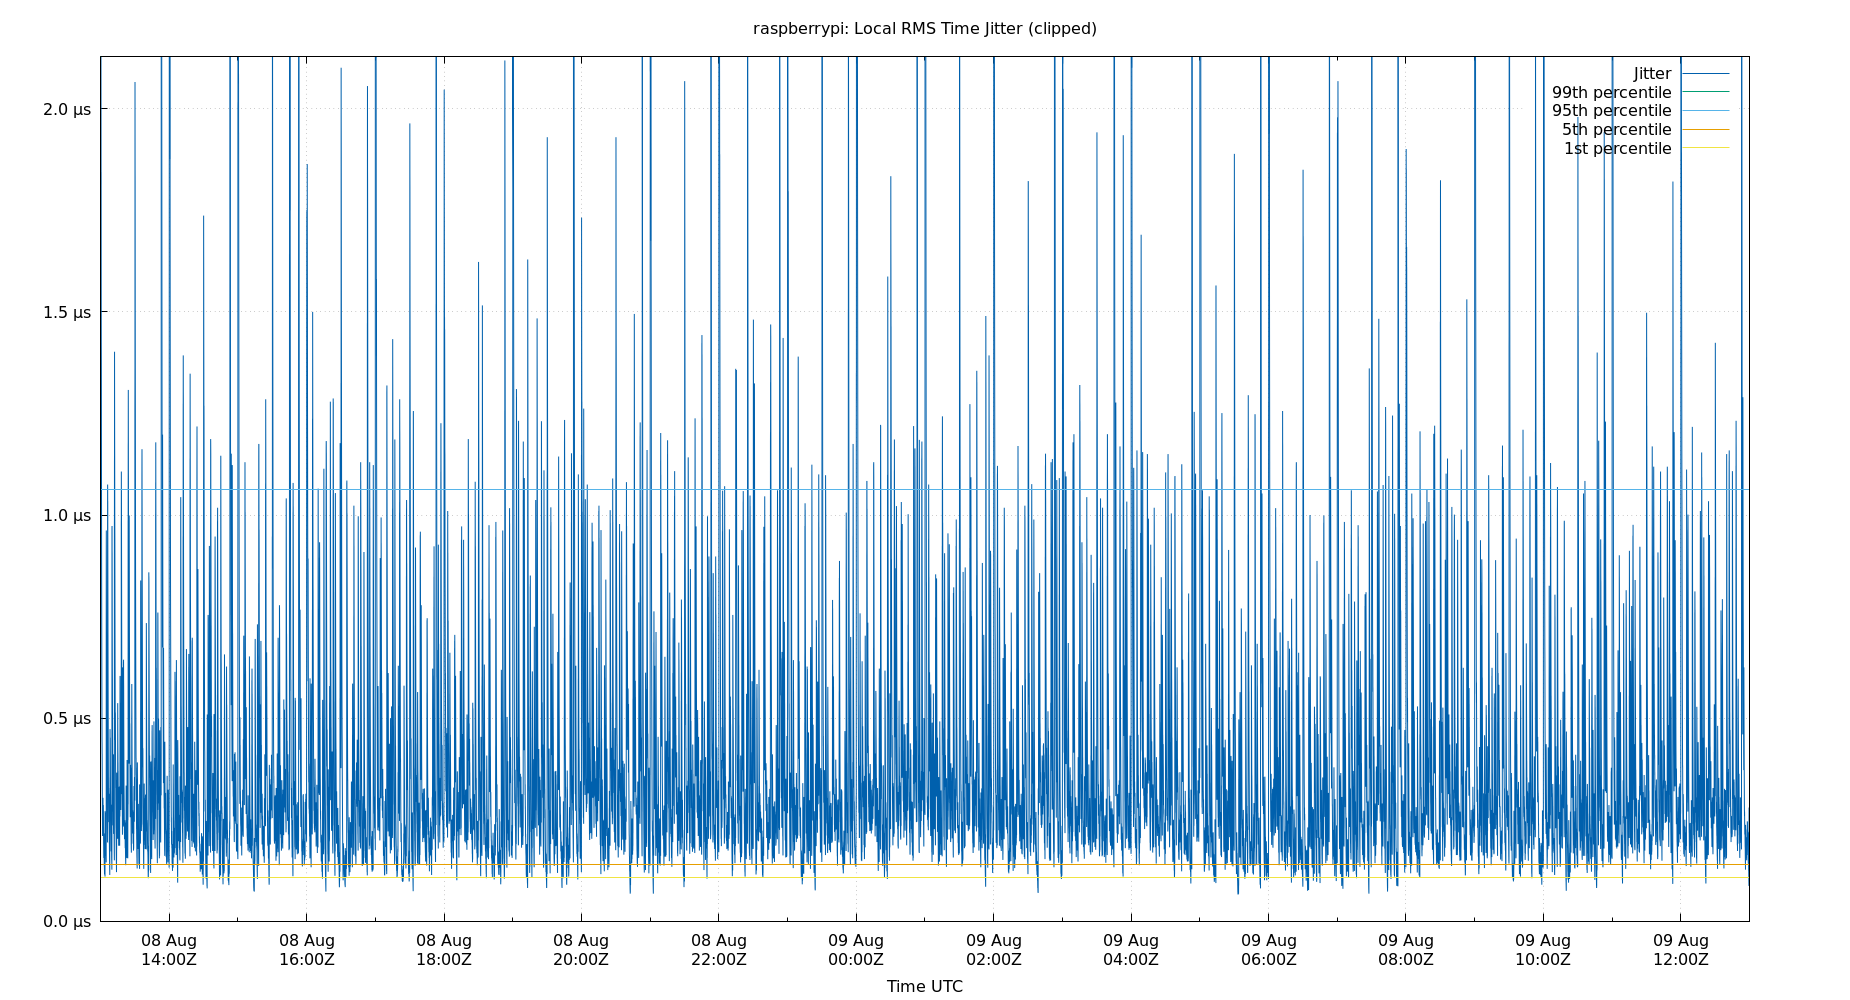 raspberrypi: Local RMS Time Jitter (clipped)
Jitter
99th percentile
95th percentile
5th percentile
1st percentile
2.0 µs
1.5 µs
1.0 µs
0.5 µs
0.0 µs
08 Aug 08 Aug 08 Aug 08 Aug 08 Aug 09 Aug 09 Aug 09 Aug 09 Aug 09 Aug 09 Aug 09 Aug
14:00Z 16:00Z 18:00Z 20:00Z 22:00Z 00:00Z 02:00Z 04:00Z 06:00Z 08:00Z 10:00Z 12:00Z
Time UTC